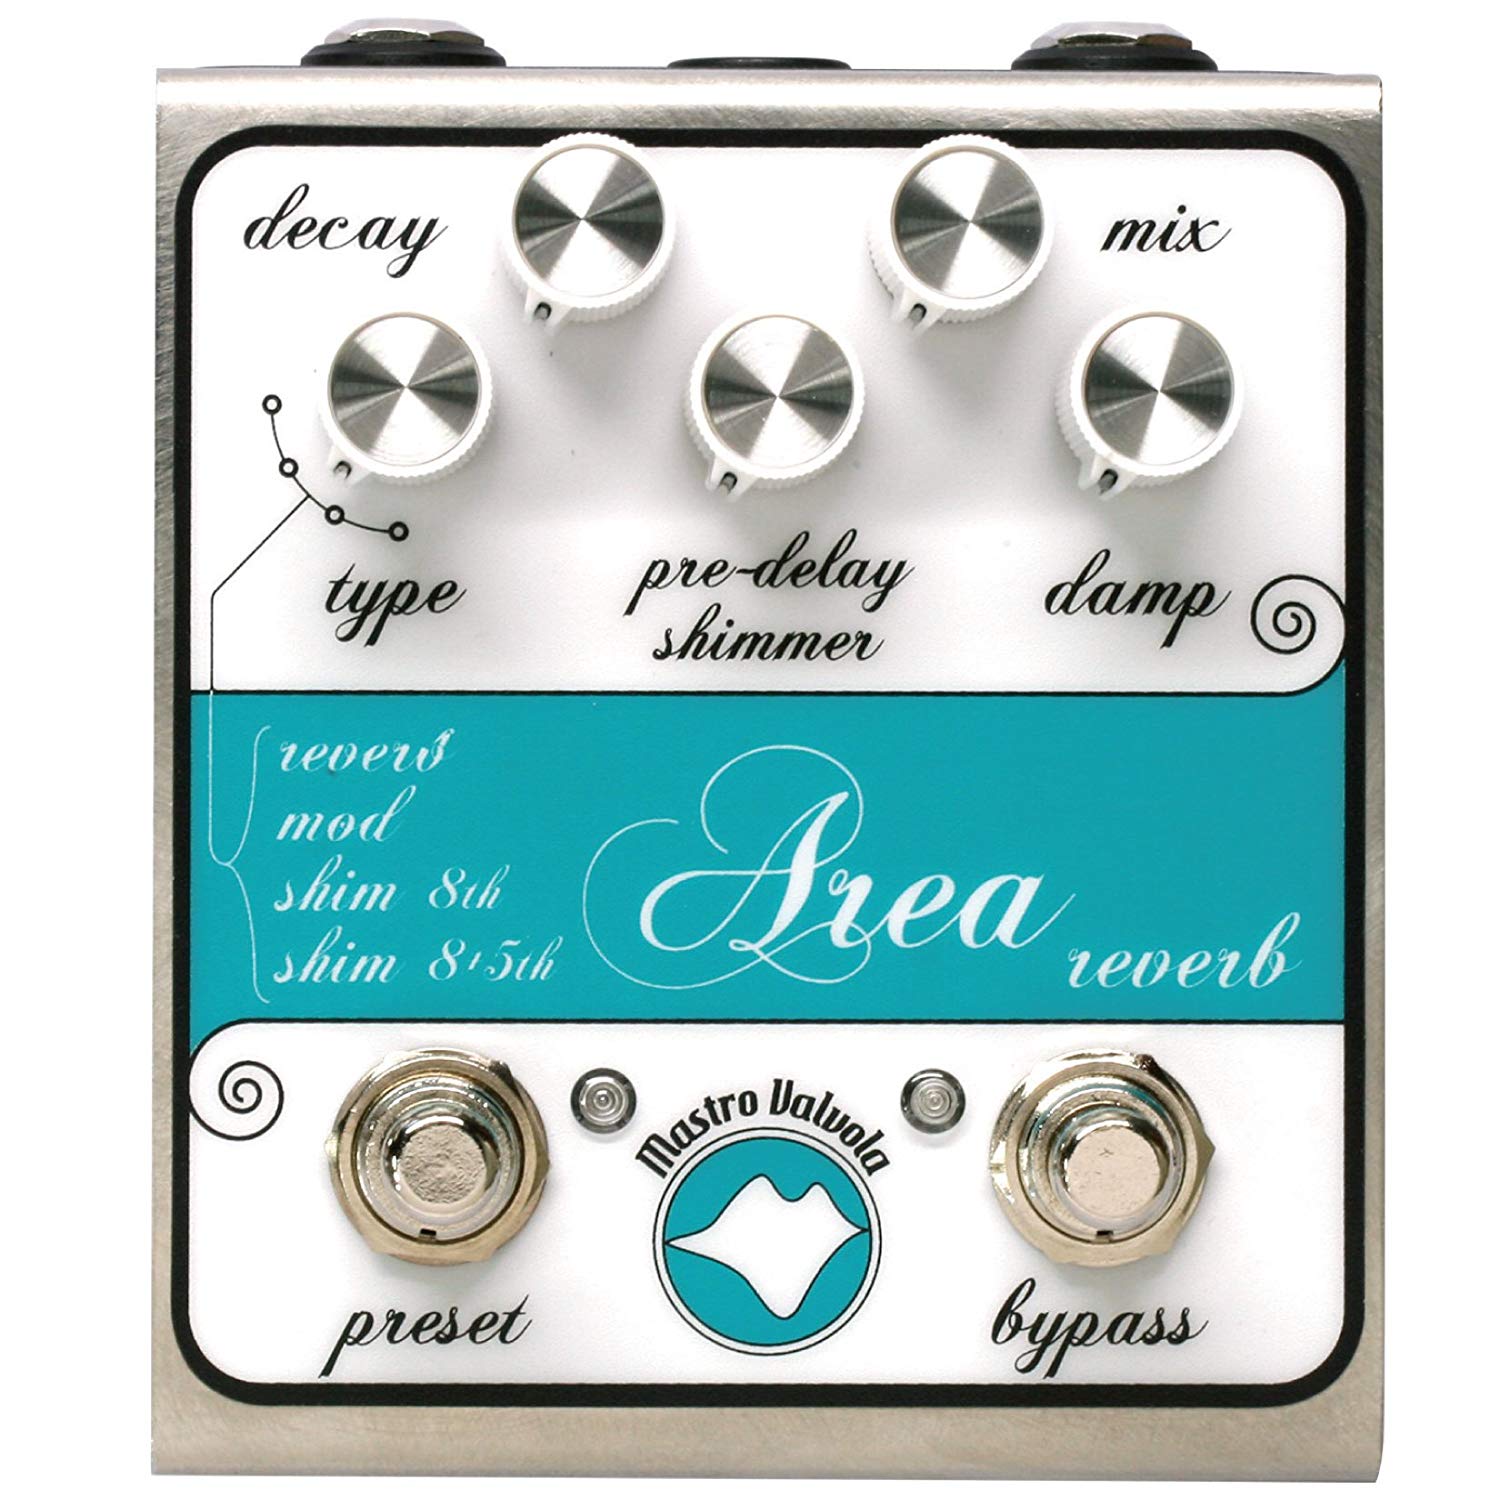 decay
mix
type
pre-delay
shimmer
damp
reverb
mod
shim 8th
shim 8+5th
Area
reverb
Mastro Valvola
preset
bypass